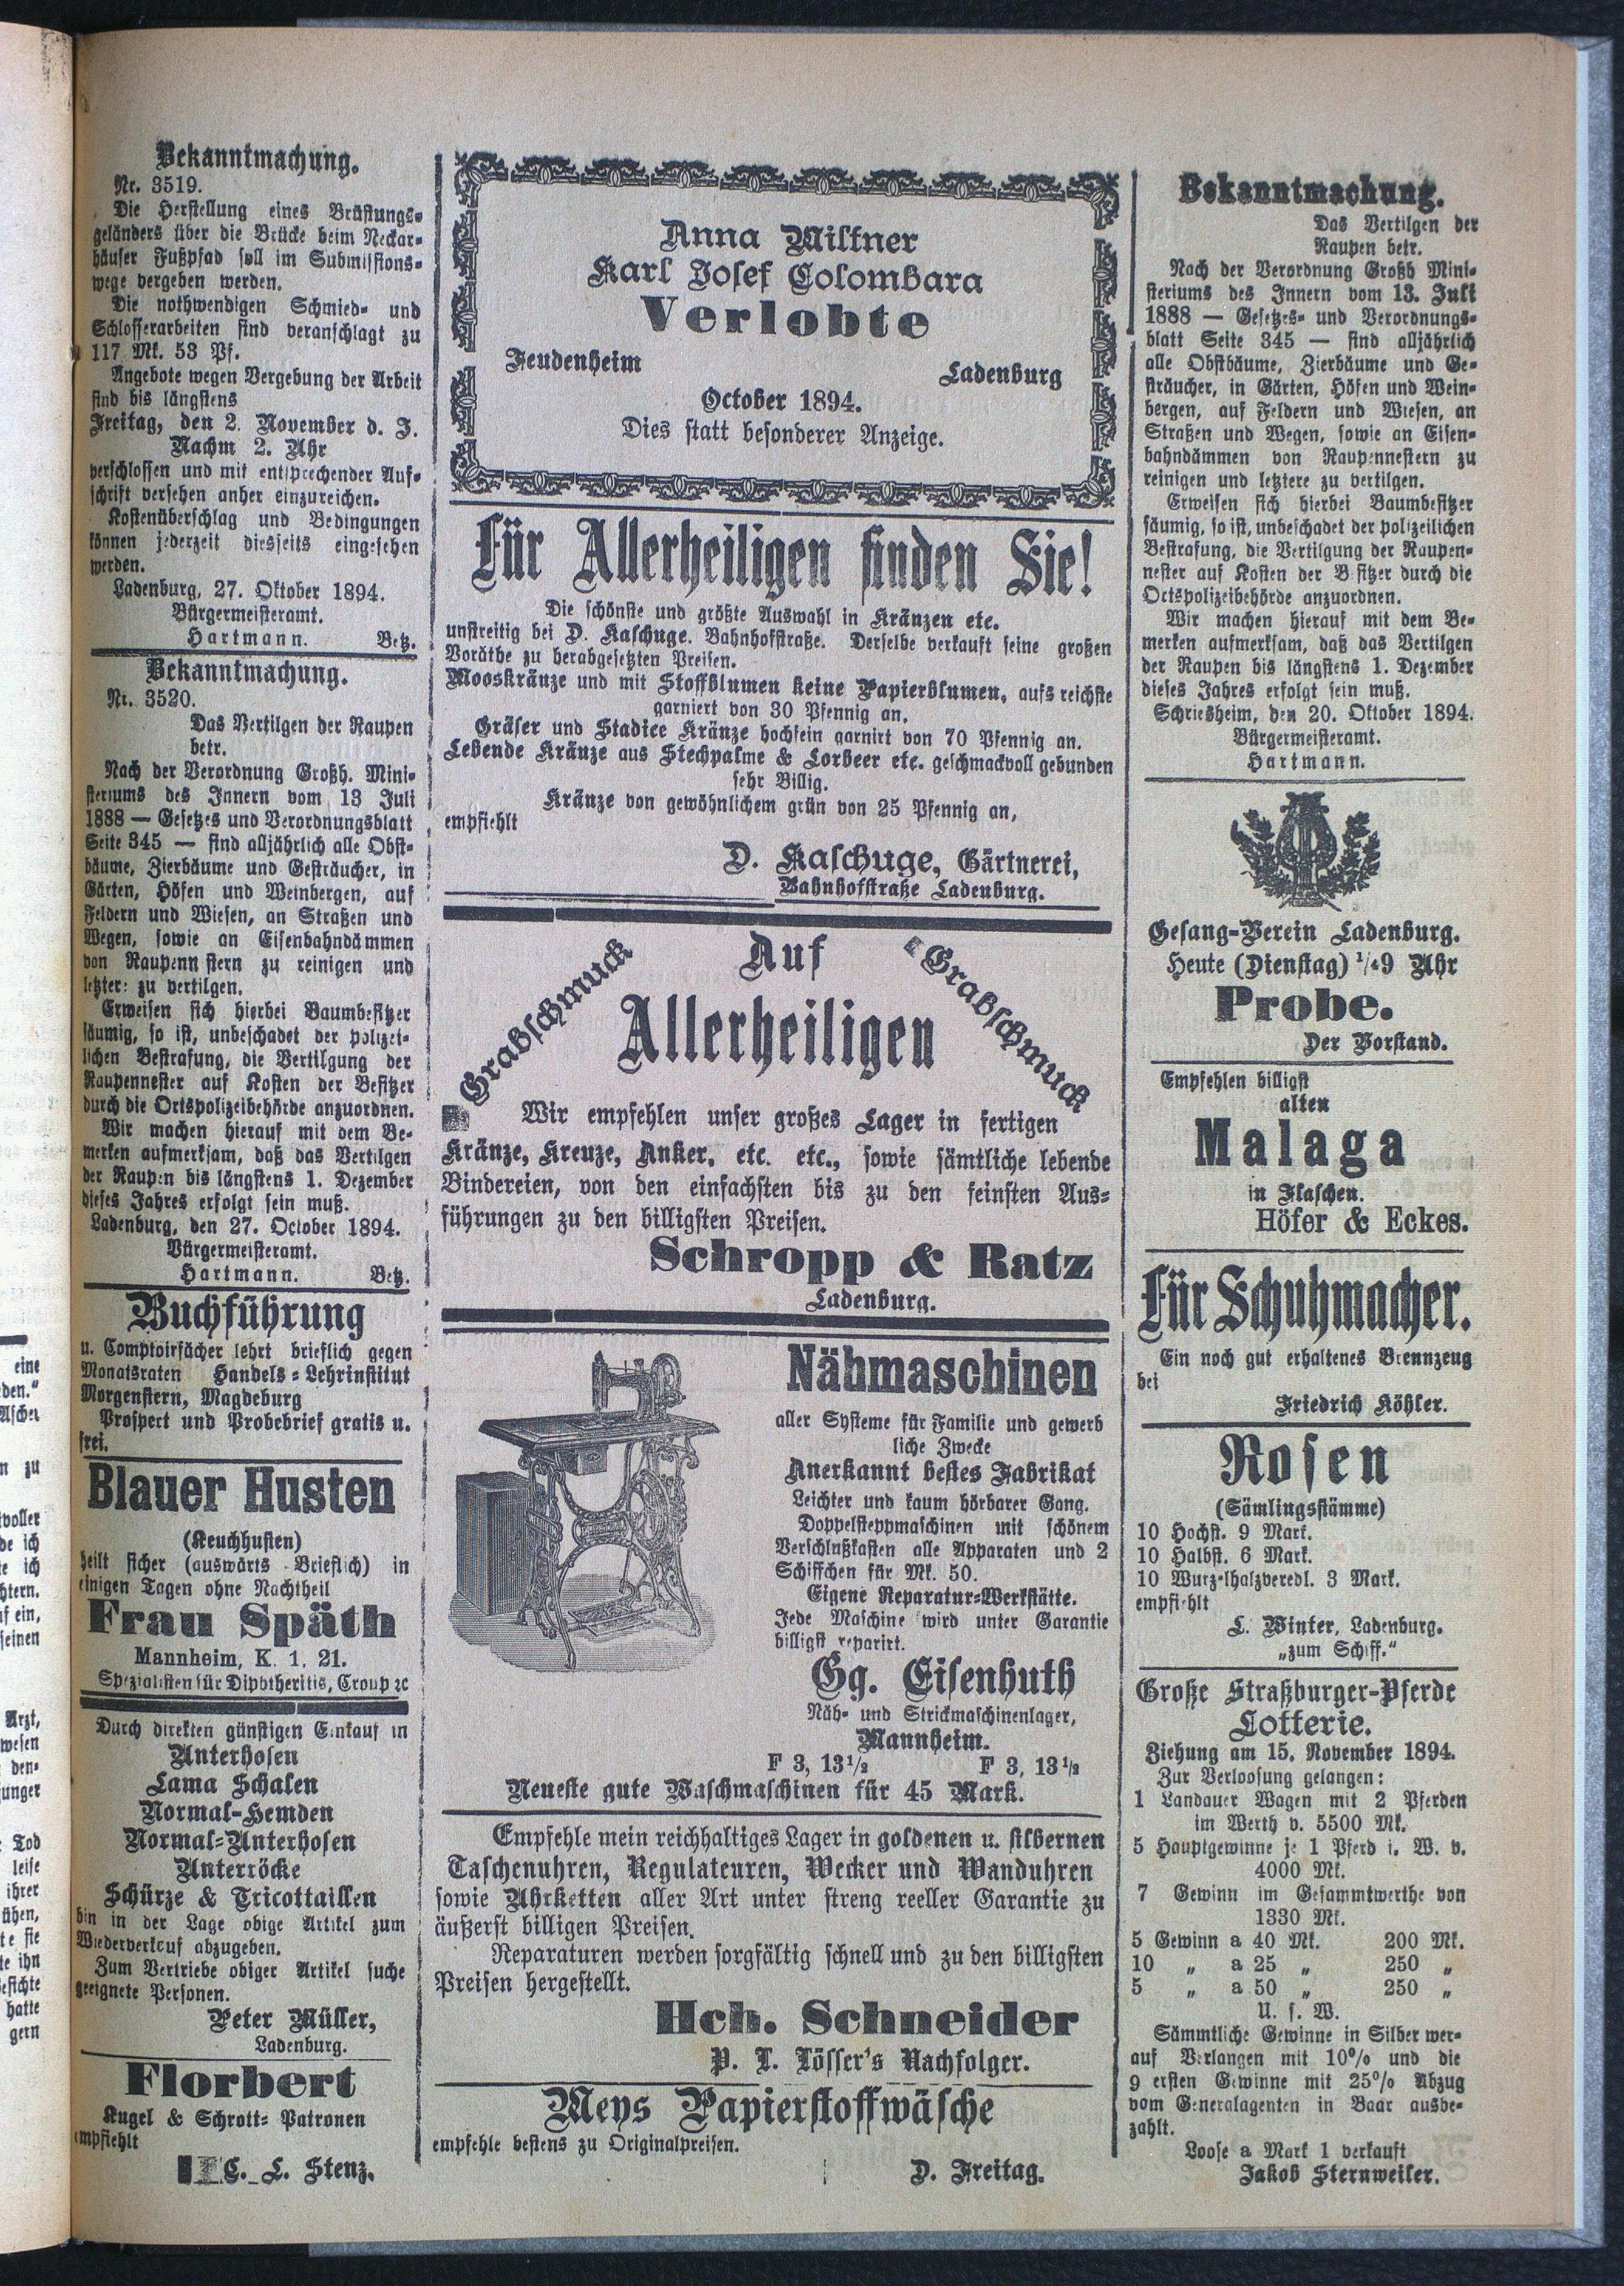 Bekanntmachung.
Nr. 3519.
Die Herstellung eines Brüstungs-
geländers über die Brücke beim Neckar-
häuser Fußpfad soll im Submissions-
wege vergeben werden.
Die nothwendigen Schmied- und
Schlosserarbeiten sind veranschlagt zu
117 Mk. 53 Pf.
Angebote wegen Vergebung der Arbeit
sind bis längstens
Freitag, den 2. November d. J.
Nachm 2. Uhr
verschlossen und mit entsprechender Auf-
schrift versehen anher einzureichen.
Kostenüberschlag und Bedingungen
können jederzeit diesseits eingesehen
werden.
Ladenburg, 27. Oktober 1894.
Bürgermeisteramt.
Hartmann. Betz.
Bekanntmachung.
Nr. 3520.
Das Vertilgen der Raupen
betr.
Nach der Verordnung Großh. Mini-
steriums des Innern vom 13 Juli
1888 — Gesetzes und Verordnungsblatt
Seite 345 — sind alljährlich alle Obst-
bäume, Zierbäume und Gesträucher, in
Gärten, Höfen und Weinbergen, auf
Feldern und Wiesen, an Straßen und
Wegen, sowie an Eisenbahndämmen
von Raupenn stern zu reinigen und
letztere zu vertilgen.
Erweisen sich hierbei Baumbesitzer
säumig, so ist, unbeschadet der polizei-
lichen Bestrafung, die Vertilgung der
Raupennester auf Kosten der Besitzer
durch die Ortspolizeibehörde anzuordnen.
Wir machen hierauf mit dem Be-
merken aufmerksam, daß das Vertilgen
der Raupen bis längstens 1. Dezember
dieses Jahres erfolgt sein muß.
Ladenburg, den 27. October 1894.
Bürgermeisteramt.
Hartmann. Betz.
Buchführung
u. Comptoirfächer lehrt brieflich gegen
Monatsraten Handels-Lehrinstitut
Morgenstern, Magdeburg
Prospect und Probebrief gratis u.
frei.
Blauer Husten
(Keuchhusten)
heilt sicher (auswärts - Brieflich) in
einigen Tagen ohne Nachtheil
Frau Späth
Mannheim, K. 1, 21.
Spezialisten für Diphtheritis, Croup ꝛc
Durch direkten günstigen Einkauf in
Unterhosen
Lama Schalen
Normal-Hemden
Normal-Unterhosen
Unterröcke
Schürze & Tricottaillen
bin in der Lage obige Artikel zum
Wiederverkauf abzugeben.
Zum Vertriebe obiger Artikel suche
geeignete Personen.
Peter Müller,
Ladenburg.
Florbert
Kugel & Schrott- Patronen
empfiehlt
C. L. Stenz.
Anna Miltner
Karl Josef Colombara
Verlobte
Feudenheim
Ladenburg
October 1894.
Dies statt besonderer Anzeige.
Für Allerheiligen finden Sie!
Die schönste und größte Auswahl in Kränzen etc.
unstreitig bei D. Kaschuge. Bahnhofstraße. Derselbe verkauft seine großen
Voräthe zu herabgesetzten Preisen.
Mooskränze und mit Stoffblumen keine Papierblumen, aufs reichste
garniert von 30 Pfennig an.
Gräser und Stadice Kränze hochfein garnirt von 70 Pfennig an.
Lebende Kränze aus Stechpalme & Lorbeer etc. geschmackvoll gebunden
sehr Billig.
Kränze von gewöhnlichem grün von 25 Pfennig an,
empfiehlt
D. Kaschuge, Gärtnerei,
Bahnhofstraße Ladenburg.
Grabschmuck
Auf
Grabschmuck
Allerheiligen
Wir empfehlen unser großes Lager in fertigen
Kränze, Kreuze, Anker, etc. etc., sowie sämtliche lebende
Bindereien, von den einfachsten bis zu den feinsten Aus-
führungen zu den billigsten Preisen.
Schropp & Ratz
Ladenburg.
Nähmaschinen
aller Systeme für Familie und gewerb
liche Zwecke
Anerkannt bestes Fabrikat
Leichter und kaum hörbarer Gang.
Doppelsteppmaschinen mit schönem
Verschlußkasten alle Apparaten und 2
Schiffchen für Mk. 50.
Eigene Reparatur-Werkstätte.
Jede Maschine wird unter Garantie
billigst reparirt.
Gg. Eisenhuth
Näh- und Strickmaschinenlager,
Mannheim.
F 3, 13½ F 3, 13½
Neueste gute Waschmaschinen für 45 Mark.
Empfehle mein reichhaltiges Lager in goldenen u. silbernen
Taschenuhren, Regulateuren, Wecker und Wanduhren
sowie Uhrketten aller Art unter streng reeller Garantie zu
äußerst billigen Preisen.
Reparaturen werden sorgfältig schnell und zu den billigsten
Preisen hergestellt.
Hch. Schneider
P. L. Lösser's Nachfolger.
Meys Papierstoffwäsche
empfehle bestens zu Originalpreisen.
D. Freitag.
Bekanntmachung.
Das Vertilgen der
Raupen betr.
Nach der Verordnung Großh Mini-
steriums des Innern vom 13. Juli
1888 — Gesetzes- und Verordnungs-
blatt Seite 345 — sind alljährlich
alle Obstbäume, Zierbäume und Ge-
sträucher, in Gärten, Höfen und Wein-
bergen, auf Feldern und Wiesen, an
Straßen und Wegen, sowie an Eisen-
bahndämmen von Raupennestern zu
reinigen und letztere zu vertilgen.
Erweisen sich hierbei Baumbesitzer
säumig, so ist, unbeschadet der polizeilichen
Bestrafung, die Vertilgung der Raupen-
nester auf Kosten der B sitzer durch die
Ortspolizeibehörde anzuordnen.
Wir machen hierauf mit dem Be-
merken aufmerksam, daß das Vertilgen
der Raupen bis längstens 1. Dezember
dieses Jahres erfolgt sein muß.
Schriesheim, den 20. Oktober 1894.
Bürgermeisteramt.
Hartmann.
Gesang-Verein Ladenburg.
Heute (Dienstag) ½9 Uhr
Probe.
Der Vorstand.
Empfehlen billigst
alten
Malaga
in Flaschen.
Höfer & Eckes.
Für Schuhmacher.
Ein noch gut erhaltenes Brennzeug
bei
Friedrich Köhler.
Rosen
(Sämlingsstämme)
10 Hochst. 9 Mark.
10 Halbst. 6 Mark.
10 Wurzelhalzveredl. 3 Mark.
empfiehlt
L. Winter, Ladenburg.
„zum Schiff."
Große Straßburger-Pferde
Lotterie.
Ziehung am 15. November 1894.
Zur Verloosung gelangen:
1 Landauer Wagen mit 2 Pferden
im Werth v. 5500 Mk.
5 Hauptgewinne je 1 Pferd i. W. v.
4000 Mk.
7 Gewinn im Gesammtwerthe von
1330 Mk.
5 Gewinn a 40 Mk. 200 Mk.
10 „ a 25 „ 250 „
5 „ a 50 „ 250 „
U. s. W.
Sämmtliche Gewinne in Silber wer-
auf Verlangen mit 10% und die
9 ersten Gewinne mit 25% Abzug
vom Generalagenten in Baar ausbe-
zahlt.
Loose a Mark 1 verkauft
Jakob Sternweiler.